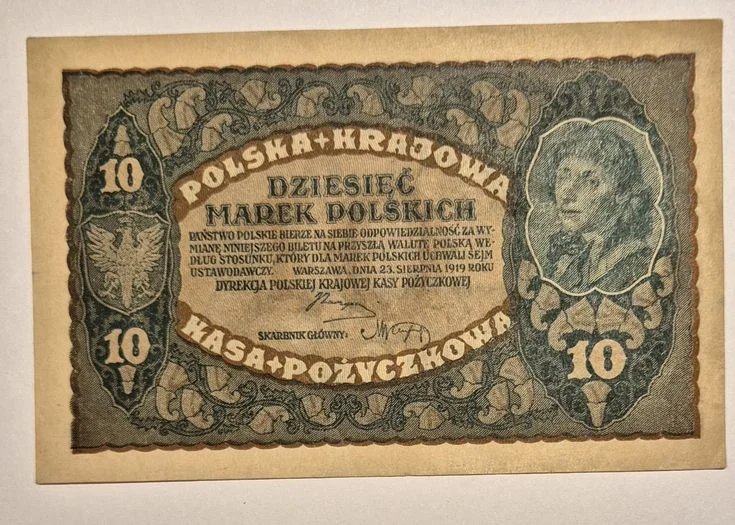 POLSKA + KRAJOWA
10
DZIESIĘĆ
MAREK POLSKICH
PAŃSTWO POLSKIE BIERZE NA SIEBIE ODPOWIEDZIALNOŚĆ ZA WY-
MIANĘ NINIEJSZEGO BILETU NA PRZYSZŁĄ WALUTĘ POLSKĄ WE-
DŁUG STOSUNKU, KTÓRY DLA MAREK POLSKICH UCHWALI SEJM
USTAWODAWCZY. WARSZAWA, DNIA 23. SIERPNIA 1919 ROKU
DYREKCJA POLSKIEJ KRAJOWEJ KASY POŻYCZKOWEJ
SKARBNIK GŁÓWNY:
10
10
KASA + POŻYCZKOWA